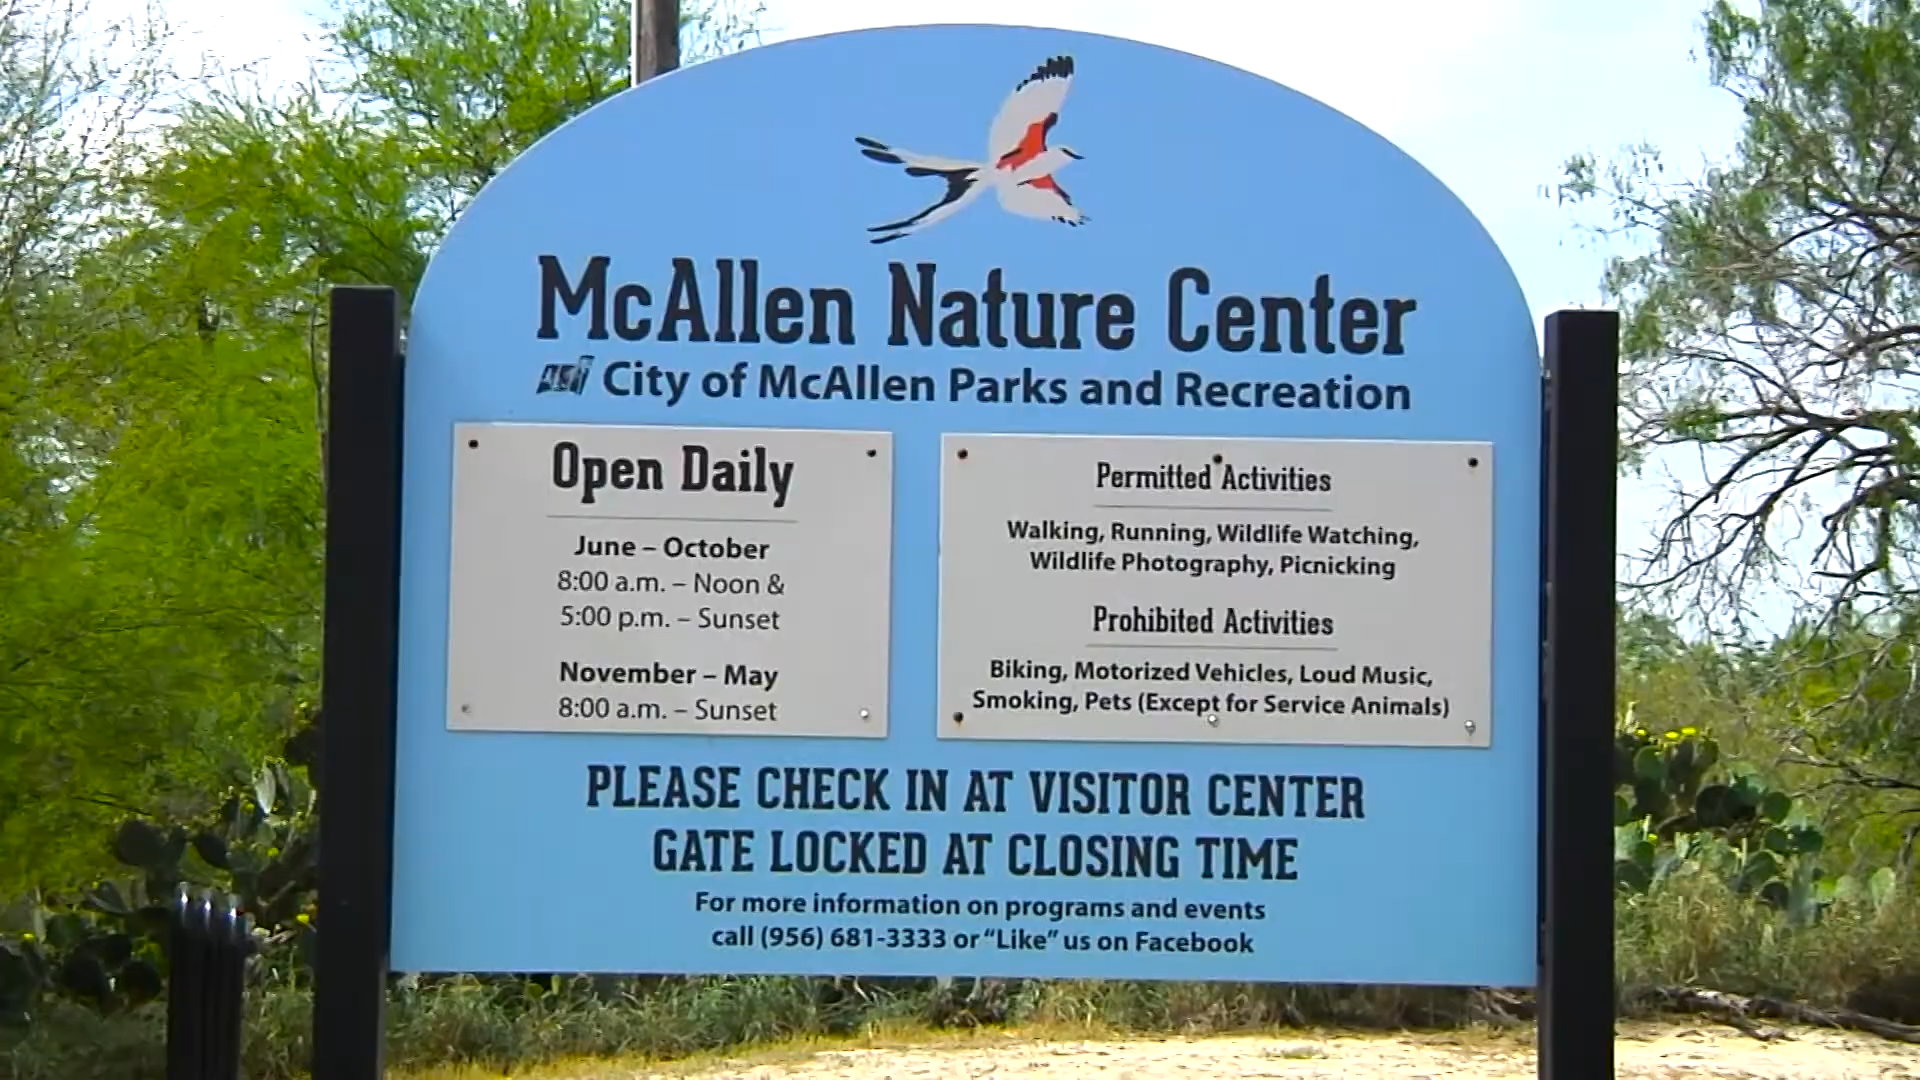 McAllen Nature Center
City of McAllen Parks and Recreation
Open Daily
June – October
8:00 a.m. – Noon &
5:00 p.m. – Sunset
November – May
8:00 a.m. – Sunset
Permitted Activities
Walking, Running, Wildlife Watching,
Wildlife Photography, Picnicking
Prohibited Activities
Biking, Motorized Vehicles, Loud Music,
Smoking, Pets (Except for Service Animals)
PLEASE CHECK IN AT VISITOR CENTER
GATE LOCKED AT CLOSING TIME
For more information on programs and events
call (956) 681-3333 or “Like” us on Facebook